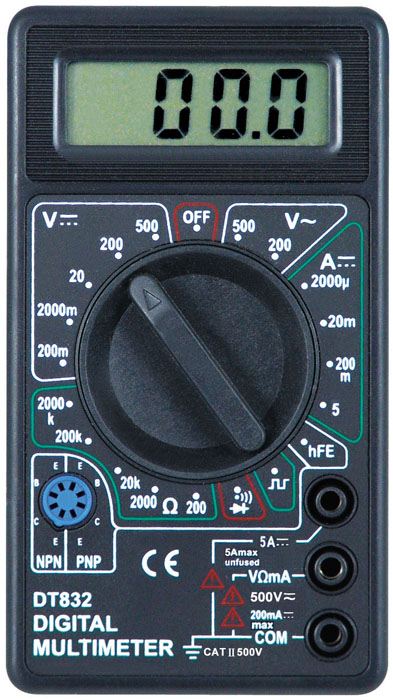 00.0
V⎓ 500 OFF 500 V~
200 200
A⎓
20 2000µ
2000m 20m
200m 200
m
2000 5
k
200k hFE
20k
2000 Ω 200
E E
B B
C C
E E
NPN PNP
CE
5A⎓
5Amax
unfused
VΩmA
500V≂
200mA⎓
max
COM
DT832
DIGITAL
MULTIMETER
CAT II 500V